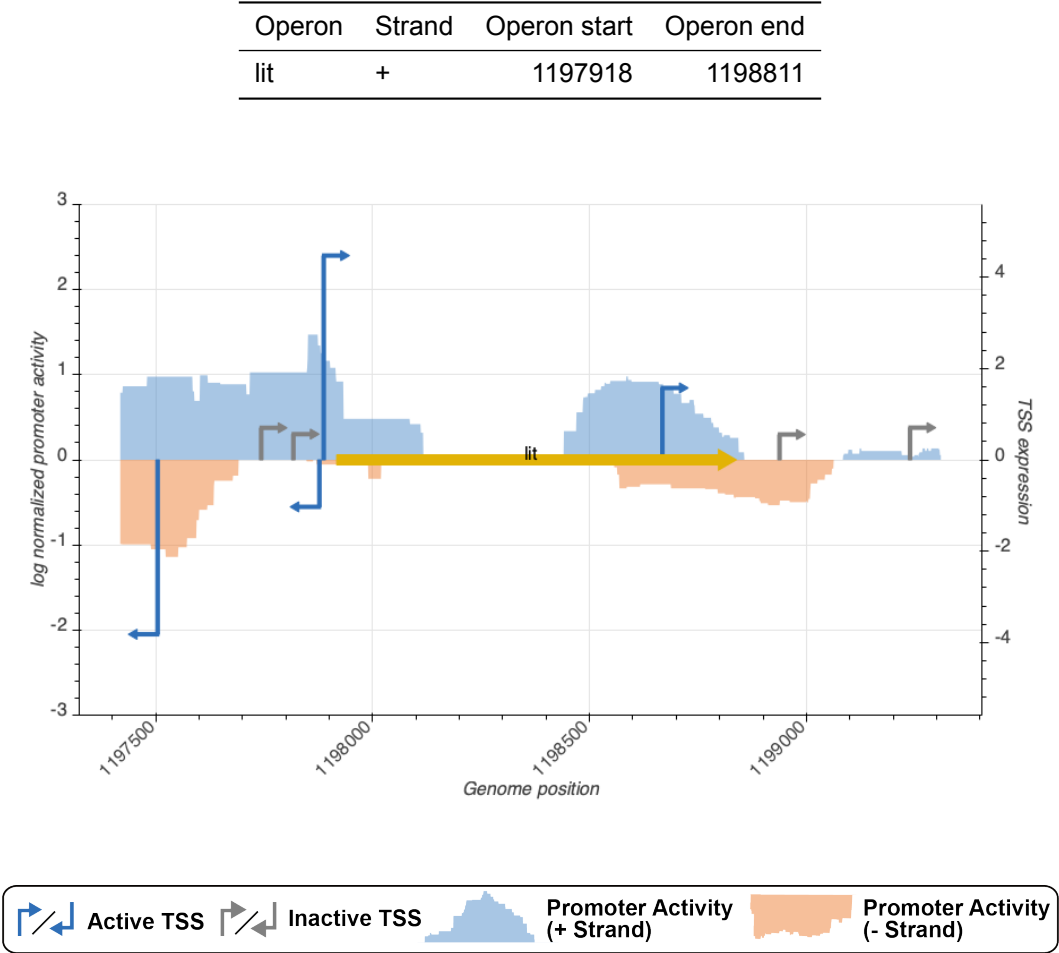 Operon Strand Operon start Operon end
lit + 1197918 1198811
3
2
1
0
-1
-2
-3
log normalized promoter activity
4
2
0
-2
-4
TSS expression
lit
1197500 1198000 1198500 1199000
Genome position
Active TSS Inactive TSS Promoter Activity (+ Strand) Promoter Activity (- Strand)